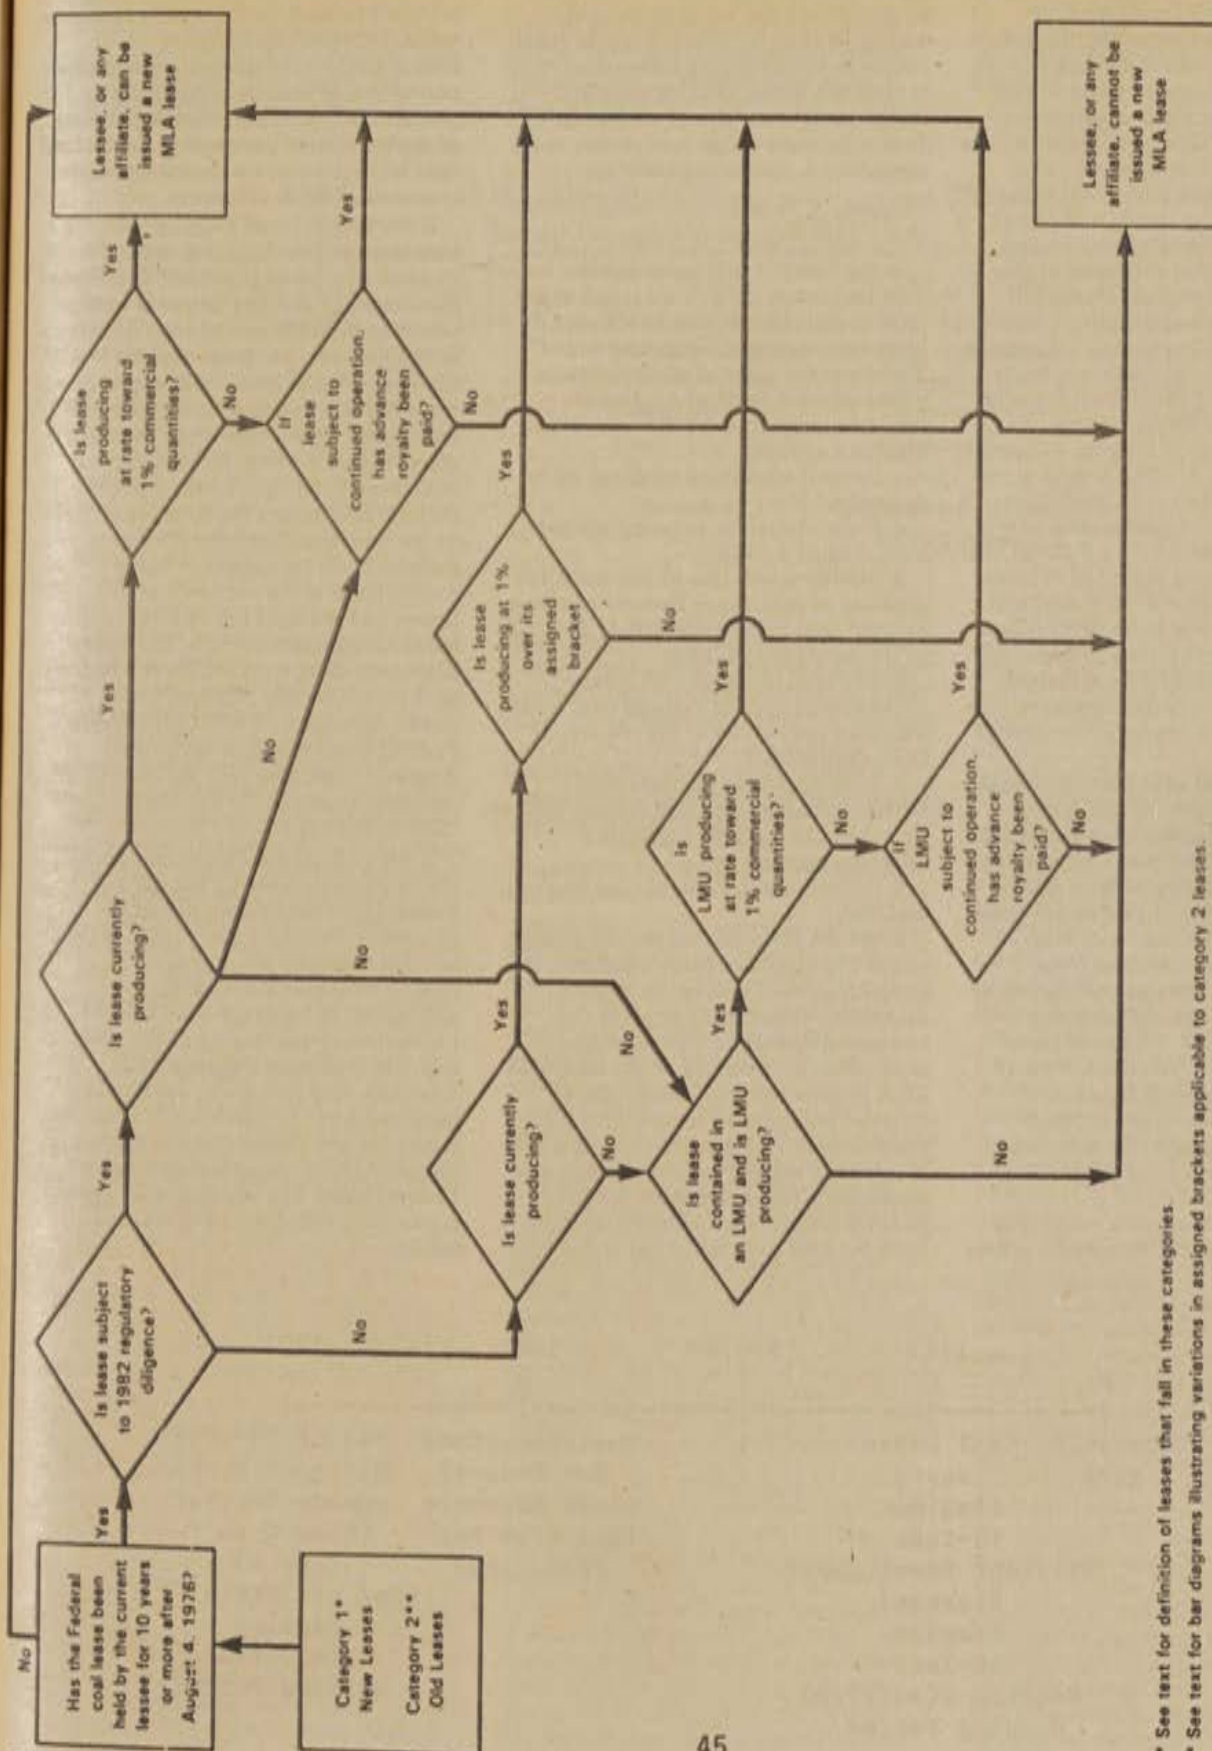 No
Has the Federal
coal lease been
held by the current
lessee for 10 years
or more after
August 4, 1976?
Category 1*
New Leases
Category 2**
Old Leases
Yes
Is lease subject
to 1982 regulatory
diligence?
Yes
No
Is lease currently
producing?
Yes
No
No
No
Is lease
producing
at rate toward
1% commercial
quantities?
Yes
No
Lessee, or any
affiliate, can be
issued a new
MLA lease
If
lease
subject to
continued operation,
has advance
royalty been
paid?
Yes
No
Is lease currently
producing?
Yes
No
Is lease
producing at 1%
over its
assigned
bracket
Yes
No
Is lease
contained in
an LMU and is LMU
producing?
Yes
No
Is
LMU producing
at rate toward
1% commercial
quantities?
Yes
No
If
LMU
subject to
continued operation,
has advance
royalty been
paid?
Yes
No
Lessee, or any
affiliate, cannot be
issued a new
MLA lease
* See text for definition of leases that fall in these categories.
* See text for bar diagrams illustrating variations in assigned brackets applicable to category 2 leases.
45